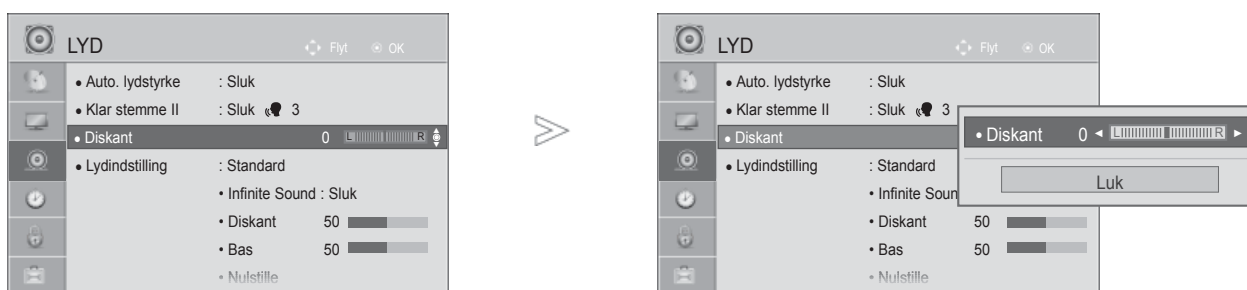 LYD Flyt OK
• Auto. lydstyrke : Sluk
• Klar stemme II : Sluk 3
• Diskant 0 L R
• Lydindstilling : Standard
• Infinite Sound : Sluk
• Diskant 50
• Bas 50
• Nulstille
LYD Flyt OK
• Auto. lydstyrke : Sluk
• Klar stemme II : Sluk 3
• Diskant
• Lydindstilling : Standard
• Infinite Soun
• Diskant 50
• Bas 50
• Nulstille
• Diskant 0 ◄ L R ►
Luk